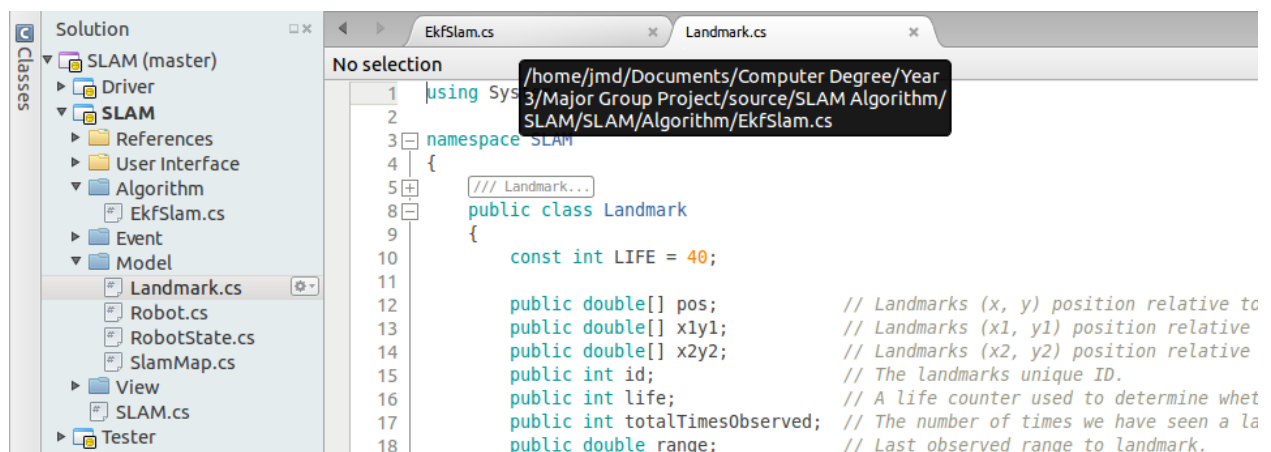 Classes
Solution
SLAM (master)
Driver
SLAM
References
User Interface
Algorithm
EkfSlam.cs
Event
Model
Landmark.cs
Robot.cs
RobotState.cs
SlamMap.cs
View
SLAM.cs
Tester
EkfSlam.cs
Landmark.cs
No selection
/home/jmd/Documents/Computer Degree/Year
3/Major Group Project/source/SLAM Algorithm/
SLAM/SLAM/Algorithm/EkfSlam.cs
1 using Sys
2
3 namespace SLAM
4 {
5 /// Landmark...
8 public class Landmark
9 {
10 const int LIFE = 40;
11
12 public double[] pos; // Landmarks (x, y) position relative to
13 public double[] x1y1; // Landmarks (x1, y1) position relative
14 public double[] x2y2; // Landmarks (x2, y2) position relative
15 public int id; // The landmarks unique ID.
16 public int life; // A life counter used to determine whet
17 public int totalTimesObserved; // The number of times we have seen a la
18 public double range; // Last observed range to landmark.